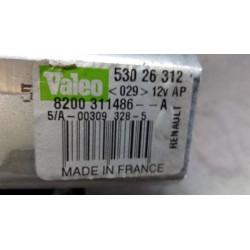 Valeo 530 26 312
<029> 12v AP
8200 311486--A
5/A-00309 328-5
RENAULT
MADE IN FRANCE